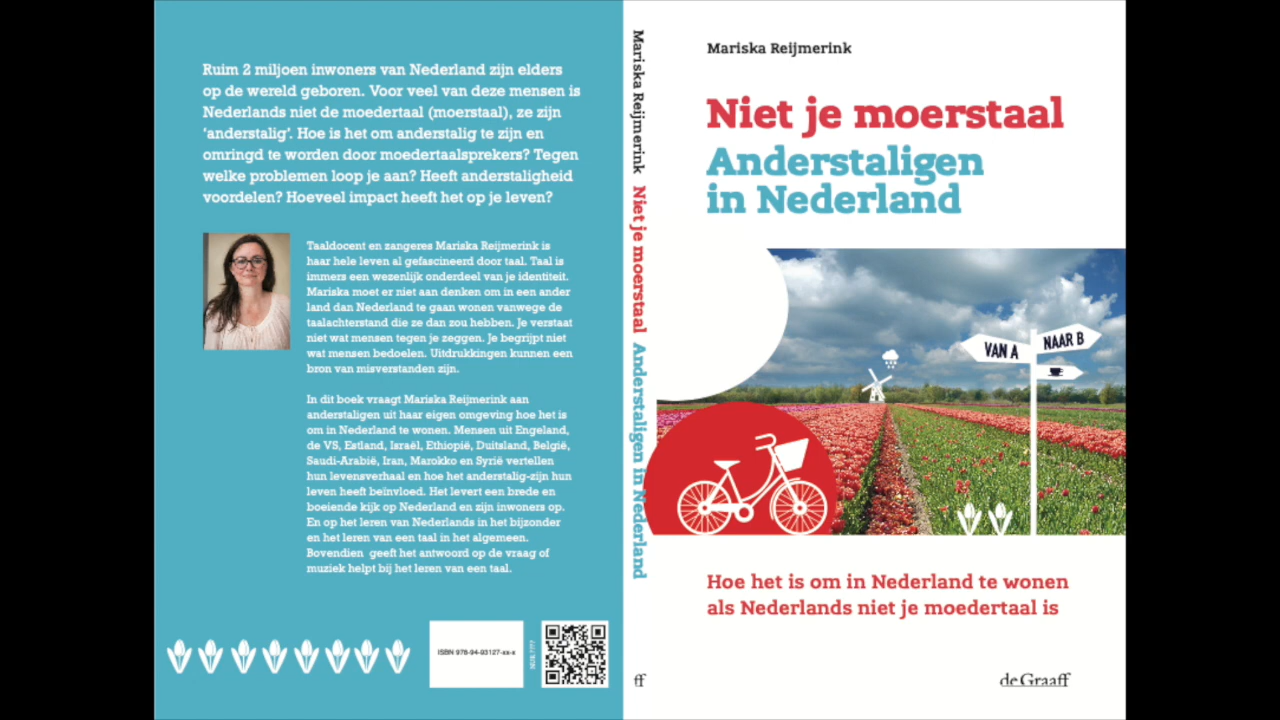 Ruim 2 miljoen inwoners van Nederland zijn elders
op de wereld geboren. Voor veel van deze mensen is
Nederlands niet de moedertaal (moerstaal), ze zijn
‘anderstalig’. Hoe is het om anderstalig te zijn en
omringd te worden door moedertaalsprekers? Tegen
welke problemen loop je aan? Heeft anderstaligheid
voordelen? Hoeveel impact heeft het op je leven?
Taaldocent en zangeres Mariska Reijmerink is
haar hele leven al gefascineerd door taal. Taal is
immers een wezenlijk onderdeel van je identiteit.
Mariska moet er niet aan denken om in een ander
land dan Nederland te gaan wonen vanwege de
taalachterstand die ze dan zou hebben. Je verstaat
niet wat mensen tegen je zeggen. Je begrijpt niet
wat mensen bedoelen. Uitdrukkingen kunnen een
bron van misverstanden zijn.
In dit boek vraagt Mariska Reijmerink aan
anderstaligen uit haar eigen omgeving hoe het is
om in Nederland te wonen. Mensen uit Engeland,
de VS, Estland, Israël, Ethiopië, Duitsland, België,
Saudi-Arabië, Iran, Marokko en Syrië vertellen
hun levensverhaal en hoe het anderstalig-zijn hun
leven heeft beïnvloed. Het levert een brede en
boeiende kijk op Nederland en zijn inwoners op.
En op het leren van Nederlands in het bijzonder
en het leren van een taal in het algemeen.
Bovendien geeft het antwoord op de vraag of
muziek helpt bij het leren van een taal.
ISBN 978-94-93127-xx-x
Mariska Reijmerink Niet je moerstaal Anderstaligen in Nederland
ff
Mariska Reijmerink
Niet je moerstaal
Anderstaligen
in Nederland
VAN A
NAAR B
Hoe het is om in Nederland te wonen
als Nederlands niet je moedertaal is
de Graaff